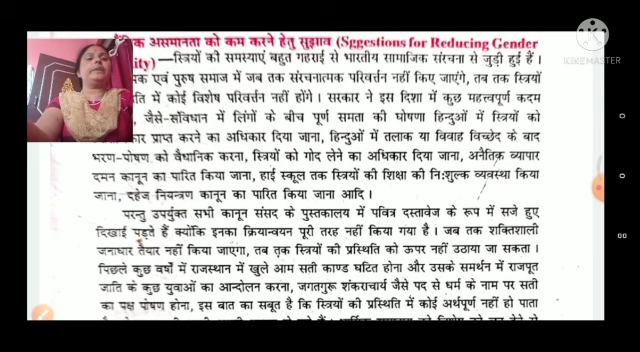 क असमानता को कम करने हेतु सुझाव (Sggestions for Reducing Gender
ity)—स्त्रियों की समस्याएं बहुत गहराई से भारतीय सामाजिक संरचना से जुड़ी हुई हैं।
एवं पुरुष समाज में जब तक संरचनात्मक परिवर्त्तन नहीं किए जाएंगे, तब तक स्त्रियों
में कोई विशेष परिवर्त्तन नहीं होंगे। सरकार ने इस दिशा में कुछ महत्त्वपूर्ण कदम
जैसे-संविधान में लिंगों के बीच पूर्ण समता की घोषणा हिन्दुओं में स्त्रियों को
प्राप्त करने का अधिकार दिया जाना, हिन्दुओं में तलाक या विवाह विच्छेद के बाद
भरण-पोषण को वैधानिक करना, स्त्रियों को गोद लेने का अधिकार दिया जाना, अनैतिक व्यापार
दमन कानून का पारित किया जाना, हाई स्कूल तक स्त्रियों की शिक्षा की निःशुल्क व्यवस्था किया
जाना, दहेज नियन्त्रण कानून का पारित किया जाना आदि।
परन्तु उपर्युक्त सभी कानून संसद के पुस्तकालय में पवित्र दस्तावेज के रूप में सजे हुए
दिखाई पड़ते हैं क्योंकि इनका क्रियान्वयन पूरी तरह नहीं किया गया है। जब तक शक्तिशाली
जनाधार तैयार नहीं किया जाएगा, तब तक स्त्रियों की प्रस्थिति को ऊपर नहीं उठाया जा सकता।
पिछले कुछ वर्षों में राजस्थान में खुले आम सती काण्ड घटित होना और उसके समर्थन में राजपूत
जाति के कुछ युवाओं का आन्दोलन करना, जगतगुरू शंकराचार्य जैसे पद से धर्म के नाम पर सती
का पक्ष पोषण होना, इस बात का सबूत है कि स्त्रियों की प्रस्थिति में कोई अर्थपूर्ण नहीं हो पाता
KINEMASTER